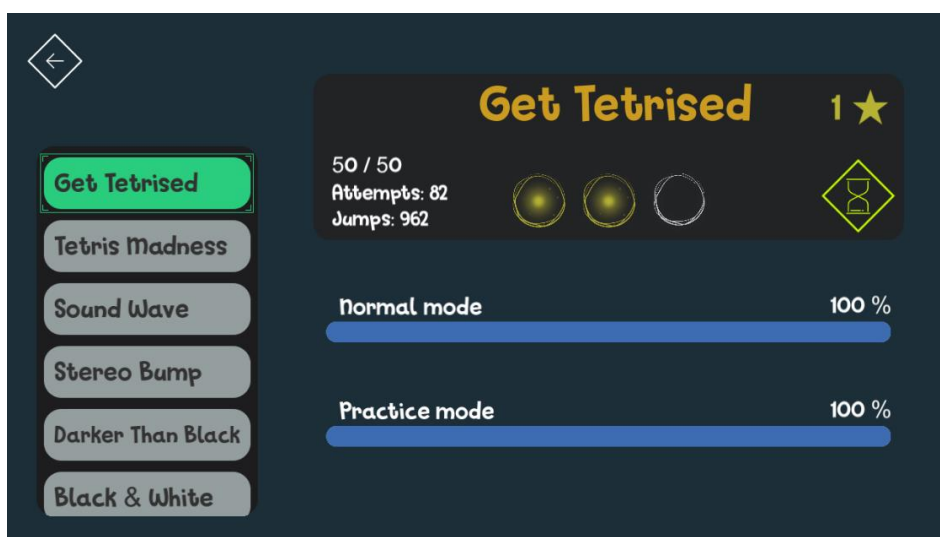 Get Tetrised
1
50 / 50
Attempts: 82
Jumps: 962
Get Tetrised
Tetris Madness
Sound Wave
Stereo Bump
Darker Than Black
Black & White
Normal mode 100 %
Practice mode 100 %